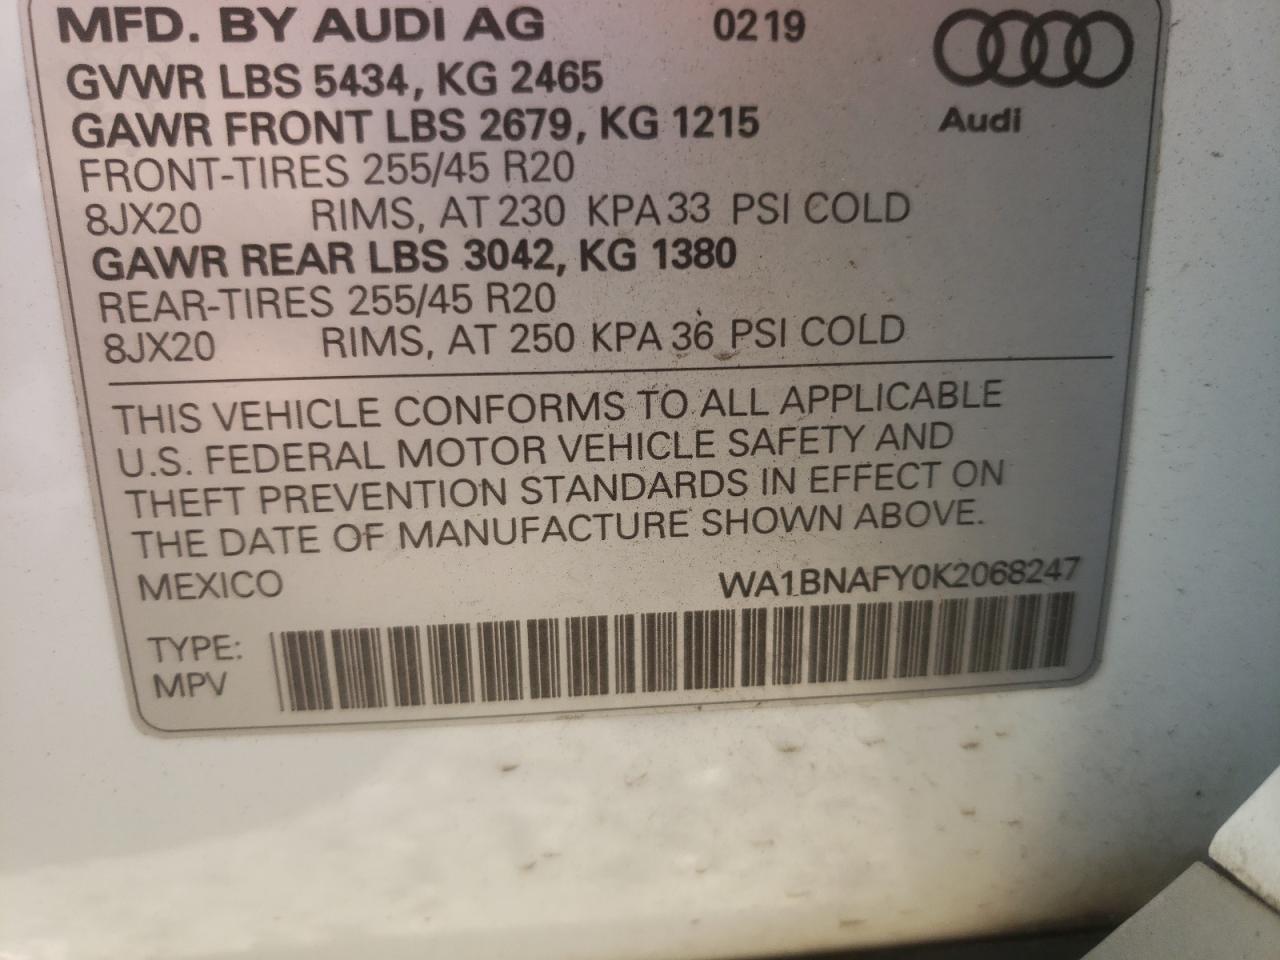 MFD. BY AUDI AG 0219
GVWR LBS 5434, KG 2465
GAWR FRONT LBS 2679, KG 1215
Audi
FRONT-TIRES 255/45 R20
8JX20 RIMS, AT 230 KPA 33 PSI COLD
GAWR REAR LBS 3042, KG 1380
REAR-TIRES 255/45 R20
8JX20 RIMS, AT 250 KPA 36 PSI COLD
THIS VEHICLE CONFORMS TO ALL APPLICABLE
U.S. FEDERAL MOTOR VEHICLE SAFETY AND
THEFT PREVENTION STANDARDS IN EFFECT ON
THE DATE OF MANUFACTURE SHOWN ABOVE.
MEXICO WA1BNAFY0K2068247
TYPE:
MPV